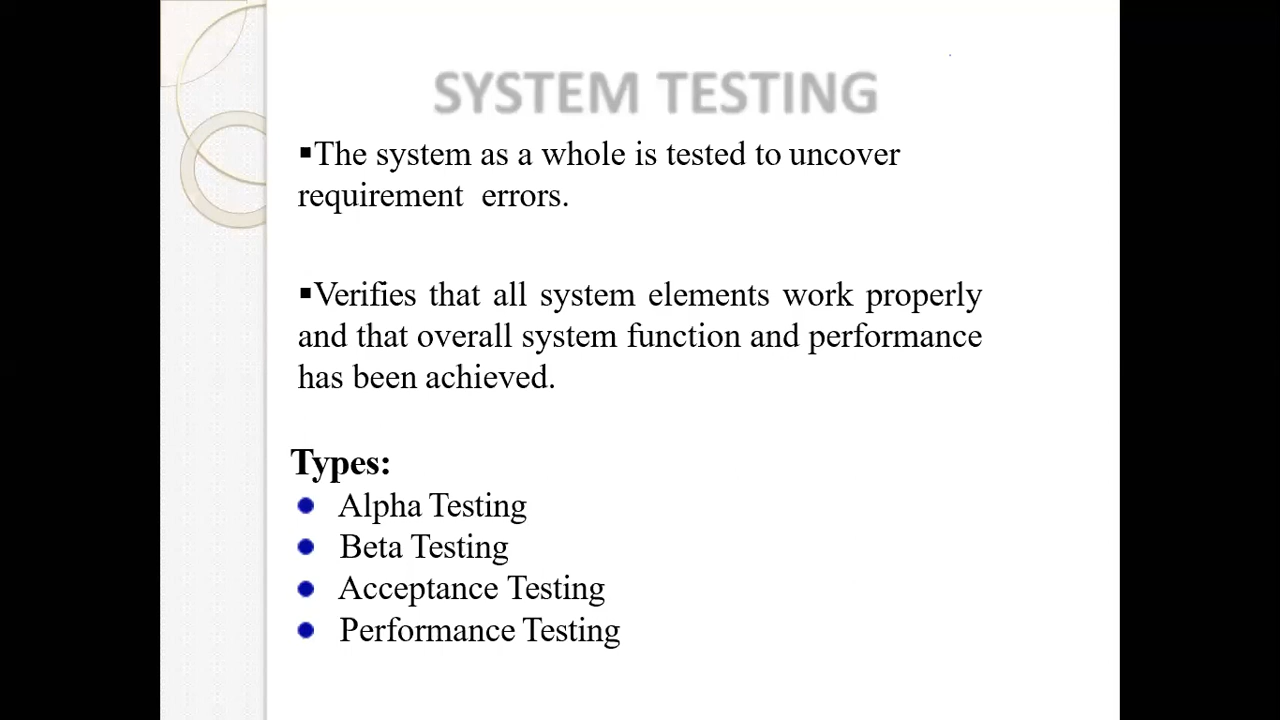 SYSTEM TESTING
▪The system as a whole is tested to uncover
requirement errors.
▪Verifies that all system elements work properly
and that overall system function and performance
has been achieved.
Types:
● Alpha Testing
● Beta Testing
● Acceptance Testing
● Performance Testing